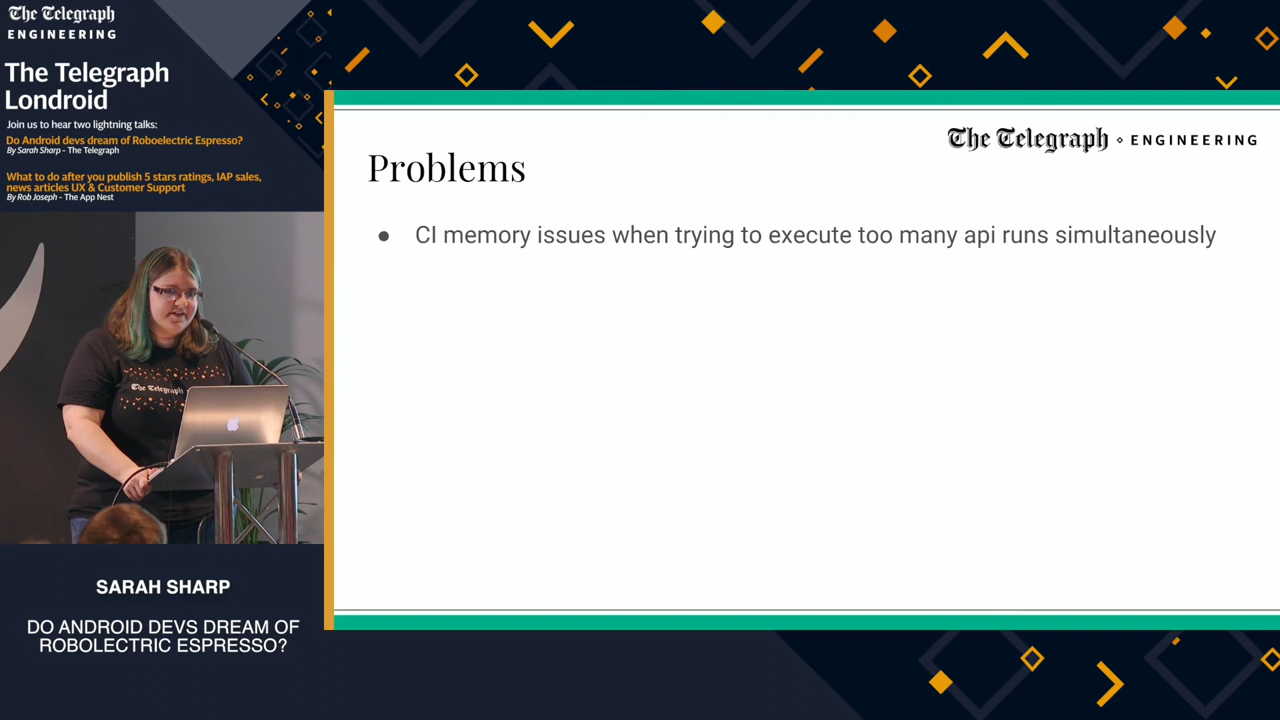 The Telegraph
ENGINEERING
The Telegraph
Londroid
Join us to hear two lightning talks:
Do Android devs dream of Roboelectric Espresso?
By Sarah Sharp - The Telegraph
What to do after you publish 5 stars ratings, IAP sales,
news articles UX & Customer Support
By Rob Joseph - The App Nest
The Telegraph
SARAH SHARP
DO ANDROID DEVS DREAM OF
ROBOLECTRIC ESPRESSO?
The Telegraph ENGINEERING
Problems
● CI memory issues when trying to execute too many api runs simultaneously